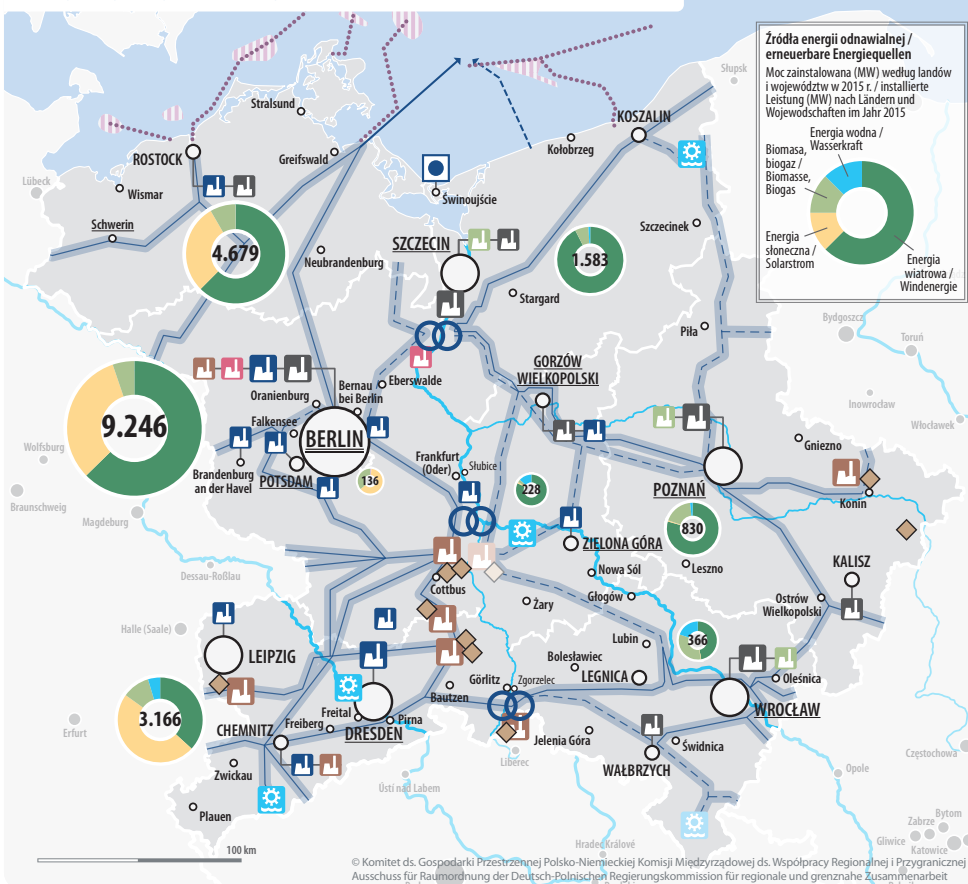 Źródła energii odnawialnej /
erneuerbare Energiequellen
Moc zainstalowana (MW) według landów
i województw w 2015 r. / installierte
Leistung (MW) nach Ländern und
Wojewodschaften im Jahr 2015
Energia wodna /
Wasserkraft
Biomasa,
biogaz /
Biomasse,
Biogas
Energia
słoneczna /
Solarstrom
Energia
wiatrowa /
Windenergie
Słupsk
Stralsund
KOSZALIN
ROSTOCK
Greifswald
Kołobrzeg
Lübeck
Wismar
Świnoujście
Schwerin
Szczecinek
4.679
SZCZECIN
1.583
Neubrandenburg
Stargard
Bydgoszcz
Piła
Toruń
GORZÓW
WIELKOPOLSKI
Eberswalde
Bernau
bei Berlin
Oranienburg
Inowrocław
9.246
Falkensee
BERLIN
Włocławek
Gniezno
Wolfsburg
Frankfurt
(Oder)
Słubice
Brandenburg
an der Havel
POTSDAM
136
228
POZNAŃ
Konin
Braunschweig
Magdeburg
830
ZIELONA GÓRA
Leszno
KALISZ
Dessau-Roßlau
Nowa Sól
Cottbus
Głogów
Ostrów
Wielkopolski
Żary
Halle (Saale)
Lubin
366
LEIPZIG
Bolesławiec
LEGNICA
Görlitz
Zgorzelec
Oleśnica
Bautzen
WROCŁAW
3.166
Freital
Pirna
Freiberg
CHEMNITZ
DRESDEN
Erfurt
Jelenia Góra
Świdnica
Liberec
WAŁBRZYCH
Częstochowa
Zwickau
Opole
Ústí nad Labem
Plauen
Bytom
Zabrze
Hradec Králové
Gliwice
Katowice
100 km
© Komitet ds. Gospodarki Przestrzennej Polsko-Niemieckiej Komisji Międzyrządowej ds. Współpracy Regionalnej i Przygranicznej
Ausschuss für Raumordnung der Deutsch-Polnischen Regierungskommission für regionale und grenznahe Zusammenarbeit